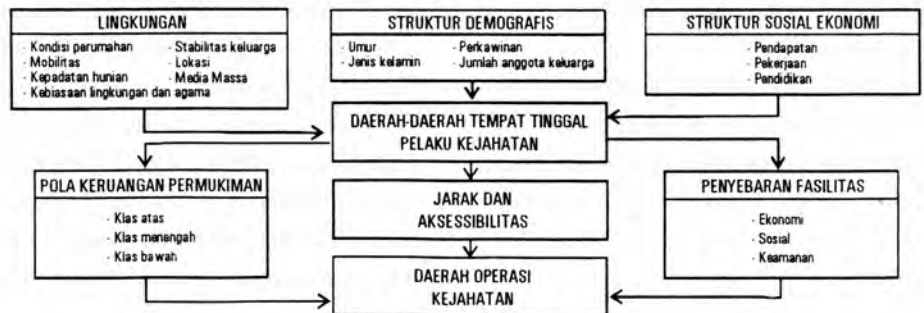 LINGKUNGAN
· Kondisi perumahan
· Stabilitas keluarga
· Mobilitas
· Lokasi
· Kepadatan hunian
· Media Massa
· Kebiasaan lingkungan dan agama
STRUKTUR DEMOGRAFIS
· Umur
· Perkawinan
· Jenis kelamin
· Jumlah anggota keluarga
STRUKTUR SOSIAL EKONOMI
· Pendapatan
· Pekerjaan
· Pendidikan
DAERAH-DAERAH TEMPAT TINGGAL
PELAKU KEJAHATAN
POLA KERUANGAN PERMUKIMAN
· Klas atas
· Klas menengah
· Klas bawah
JARAK DAN
AKSESSIBILITAS
PENYEBARAN FASILITAS
· Ekonomi
· Sosial
· Keamanan
DAERAH OPERASI
KEJAHATAN